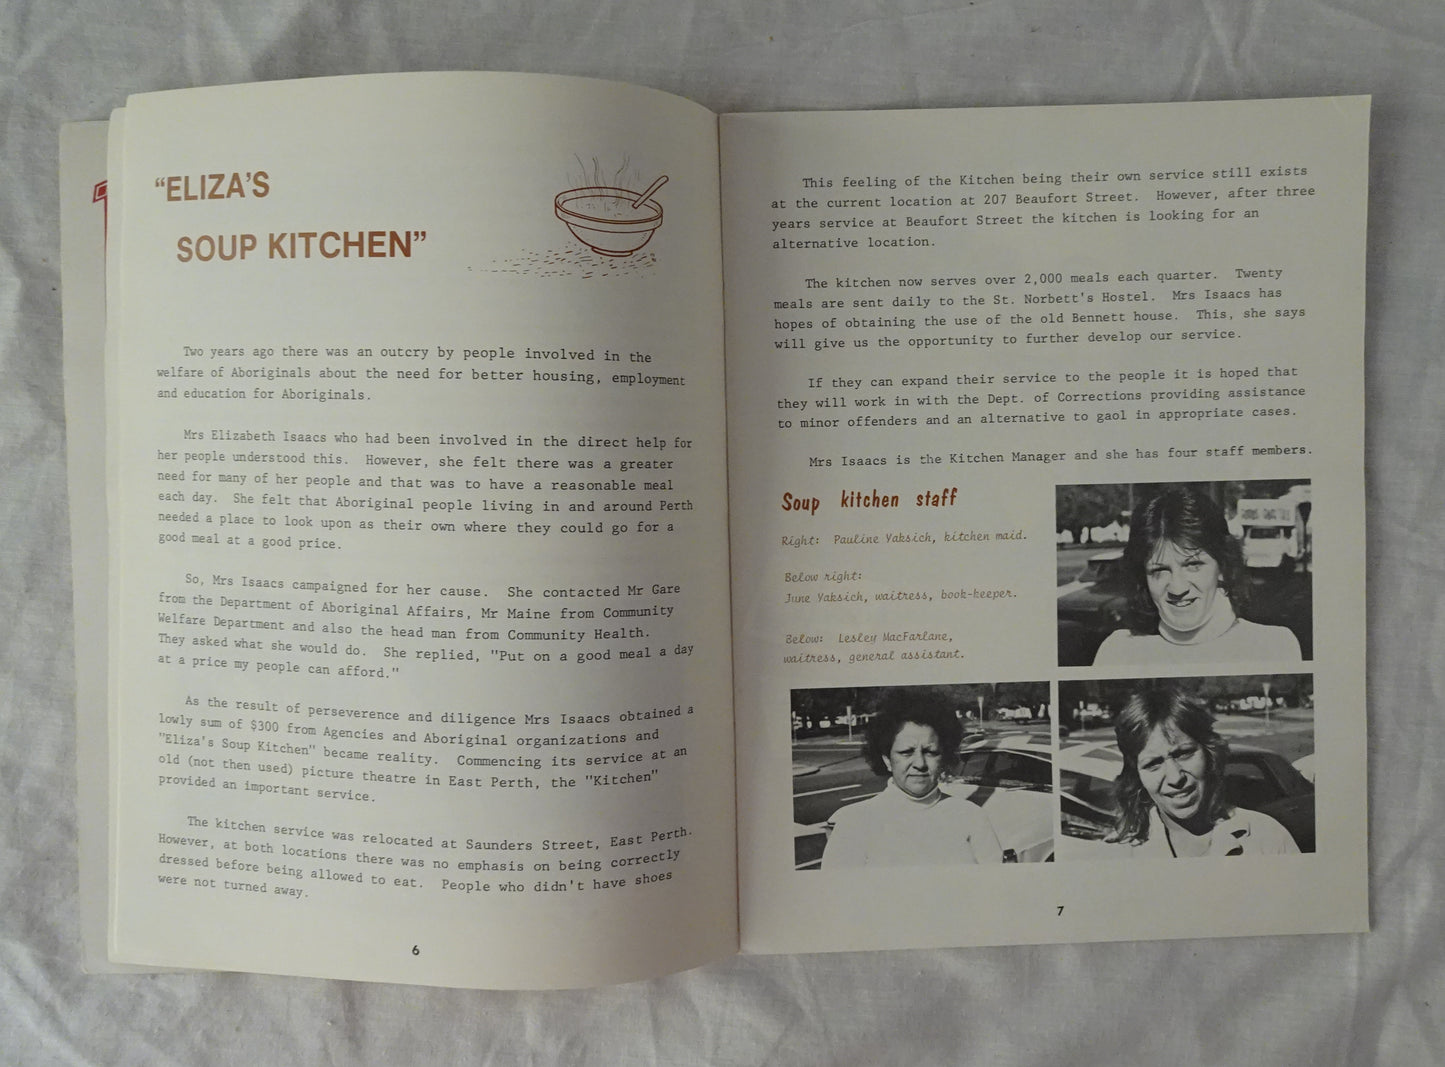 "ELIZA'S
SOUP KITCHEN"
Two years ago there was an outcry by people involved in the
welfare of Aboriginals about the need for better housing, employment
and education for Aboriginals.
Mrs Elizabeth Isaacs who had been involved in the direct help for
her people understood this. However, she felt there was a greater
need for many of her people and that was to have a reasonable meal
each day. She felt that Aboriginal people living in and around Perth
needed a place to look upon as their own where they could go for a
good meal at a good price.
So, Mrs Isaacs campaigned for her cause. She contacted Mr Gare
from the Department of Aboriginal Affairs, Mr Maine from Community
Welfare Department and also the head man from Community Health.
They asked what she would do. She replied, "Put on a good meal a day
at a price my people can afford."
As the result of perseverence and diligence Mrs Isaacs obtained a
lowly sum of $300 from Agencies and Aboriginal organizations and
"Eliza's Soup Kitchen" became reality. Commencing its service at an
old (not then used) picture theatre in East Perth, the "Kitchen"
provided an important service.
The kitchen service was relocated at Saunders Street, East Perth.
However, at both locations there was no emphasis on being correctly
dressed before being allowed to eat. People who didn't have shoes
were not turned away.
6
This feeling of the Kitchen being their own service still exists
at the current location at 207 Beaufort Street. However, after three
years service at Beaufort Street the kitchen is looking for an
alternative location.
The kitchen now serves over 2,000 meals each quarter. Twenty
meals are sent daily to the St. Norbett's Hostel. Mrs Isaacs has
hopes of obtaining the use of the old Bennett house. This, she says
will give us the opportunity to further develop our service.
If they can expand their service to the people it is hoped that
they will work in with the Dept. of Corrections providing assistance
to minor offenders and an alternative to gaol in appropriate cases.
Mrs Isaacs is the Kitchen Manager and she has four staff members.
Soup kitchen staff
Right: Pauline Yaksich, kitchen maid.
Below right:
June Yaksich, waitress, book-keeper.
Below: Lesley MacFarlane,
waitress, general assistant.
7